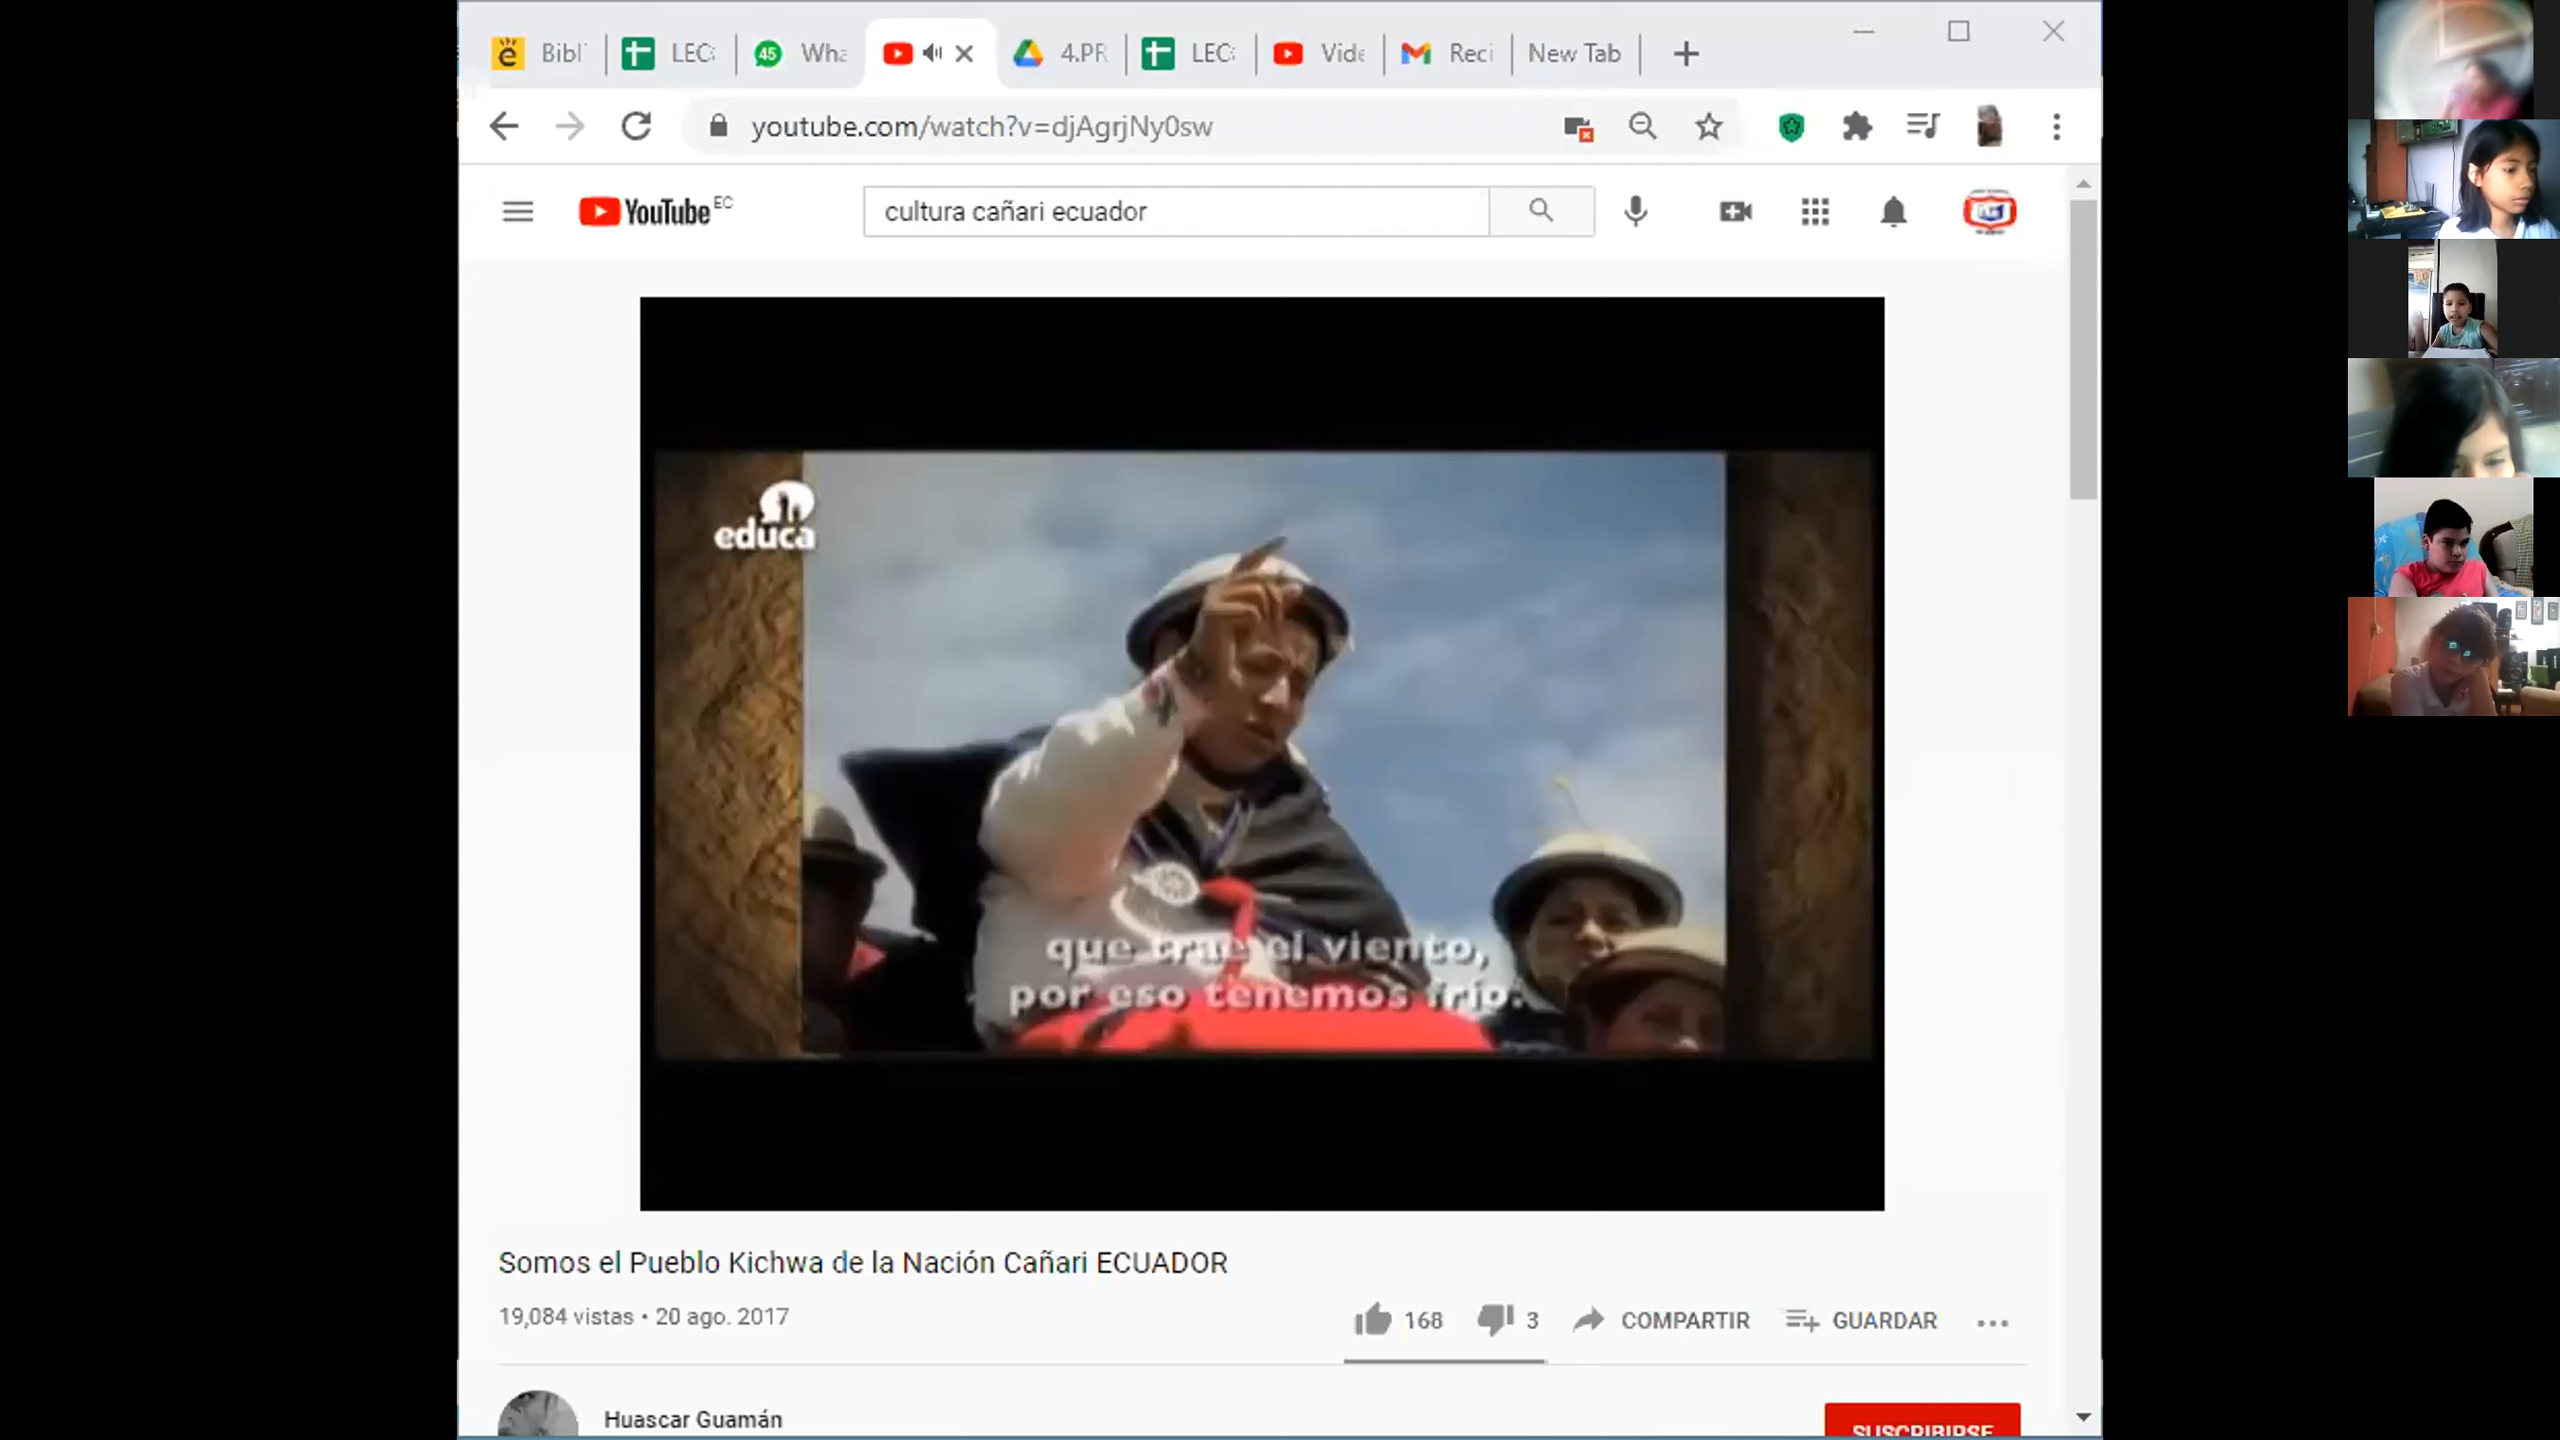 Bibl
LEC
45
Wha
4.PR
LEC
Vide
Reci
New Tab
youtube.com/watch?v=djAgrjNy0sw
YouTube EC
cultura cañari ecuador
educa
que trae el viento,
por eso tenemos frío.
Somos el Pueblo Kichwa de la Nación Cañari ECUADOR
19,084 vistas • 20 ago. 2017
168
3
COMPARTIR
GUARDAR
Huascar Guamán
SUSCRIBIRSE